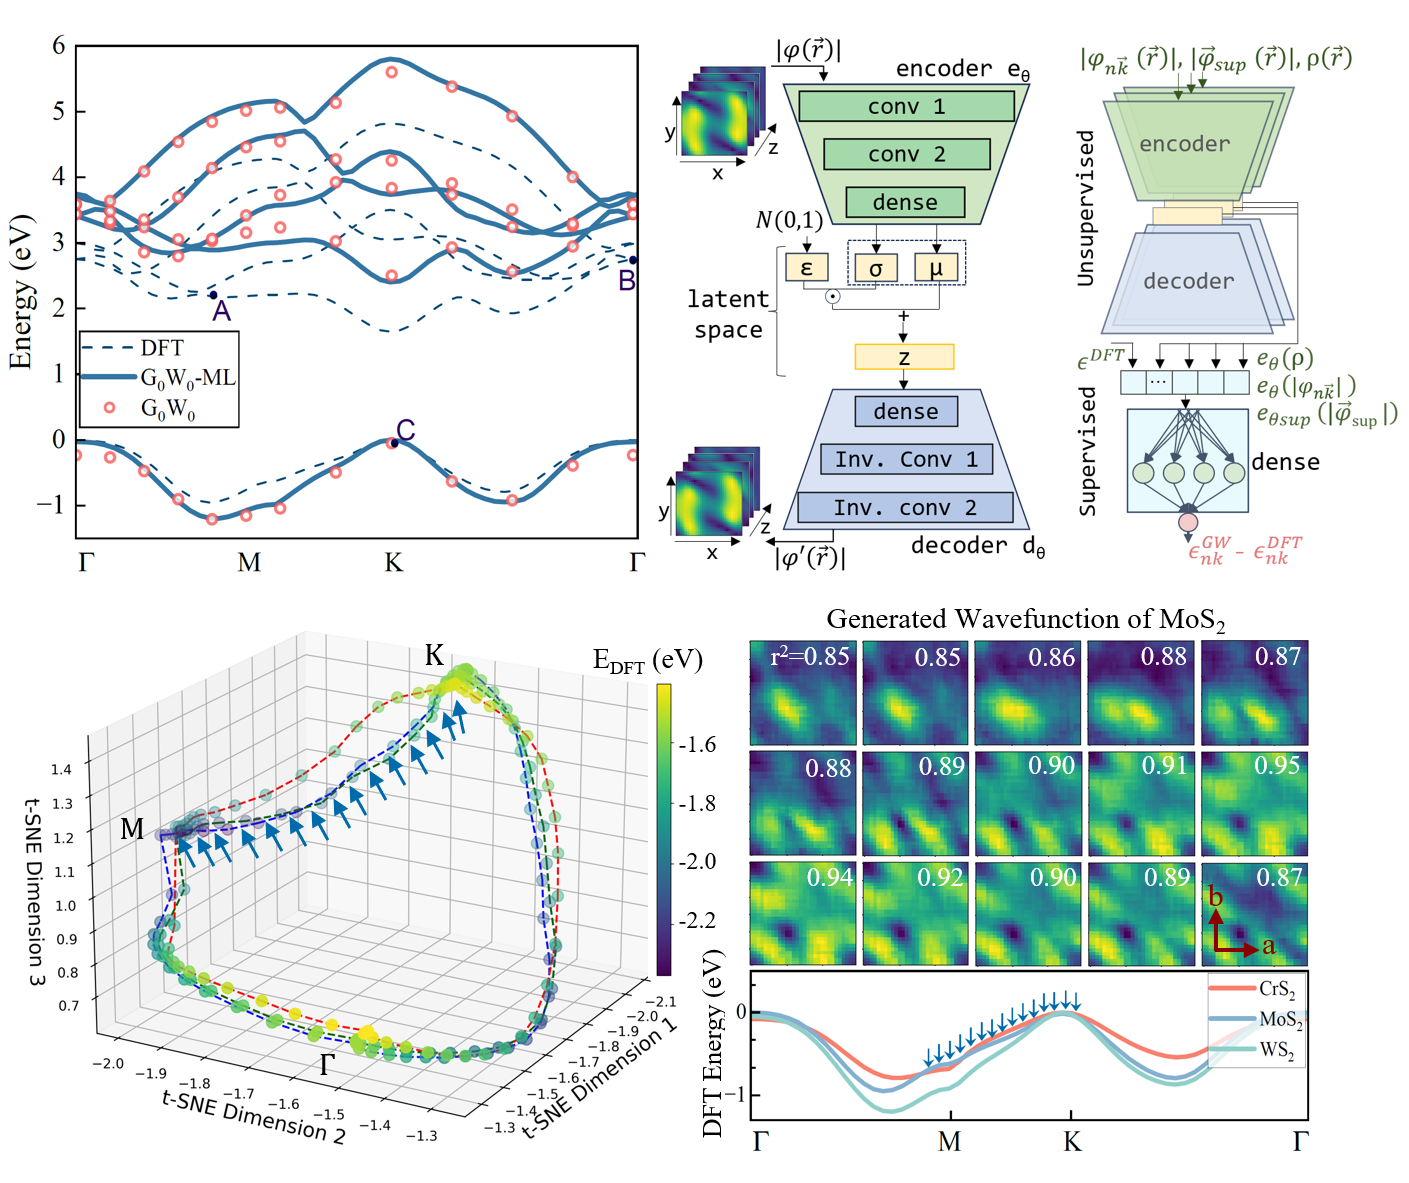 6
5
4
3
2
1
0
−1
Energy (eV)
A
B
C
DFT
G₀W₀-ML
G₀W₀
Γ
M
K
Γ
|φ(r⃗)|
y
z
x
encoder eθ
conv 1
conv 2
dense
N(0,1)
ε
σ
μ
latent
space
+
z
dense
Inv. Conv 1
Inv. conv 2
decoder dθ
|φ′(r⃗)|
y
z
x
|φₙₖ⃗ (r⃗)|, |φ⃗sup (r⃗)|, ρ(r⃗)
Unsupervised
encoder
decoder
ϵ^DFT
...
eθ(ρ)
eθ(|φₙₖ⃗|)
eθsup (|φ⃗sup|)
Supervised
dense
ϵₙₖ^GW - ϵₙₖ^DFT
K
M
Γ
E_DFT (eV)
-1.6
-1.8
-2.0
-2.2
1.4
1.3
1.2
1.1
1.0
0.9
0.8
0.7
t-SNE Dimension 3
−2.0
−1.9
−1.8
−1.7
−1.6
−1.5
−1.4
−1.3
t-SNE Dimension 2
−2.1
−2.0
−1.9
−1.8
−1.7
−1.6
−1.5
−1.4
−1.3
t-SNE Dimension 1
Generated Wavefunction of MoS₂
r²=0.85 0.85 0.86 0.88 0.87
0.88 0.89 0.90 0.91 0.95
0.94 0.92 0.90 0.89 0.87
b
a
DFT Energy (eV)
0
−1
CrS₂
MoS₂
WS₂
Γ
M
K
Γ